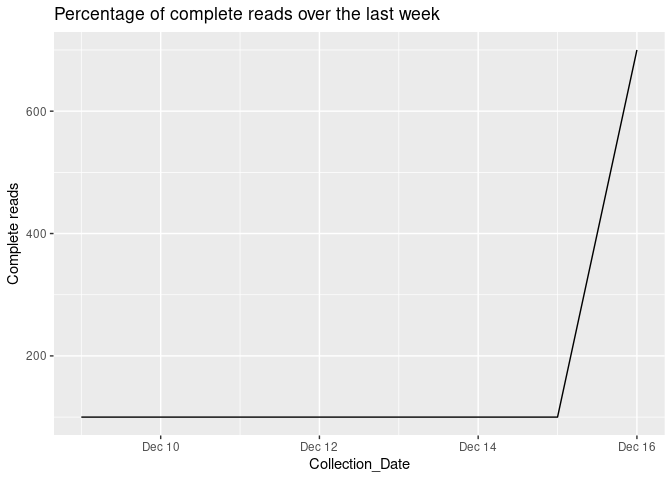 Percentage of complete reads over the last week
Complete reads
600
400
200
Dec 10
Dec 12
Dec 14
Dec 16
Collection_Date